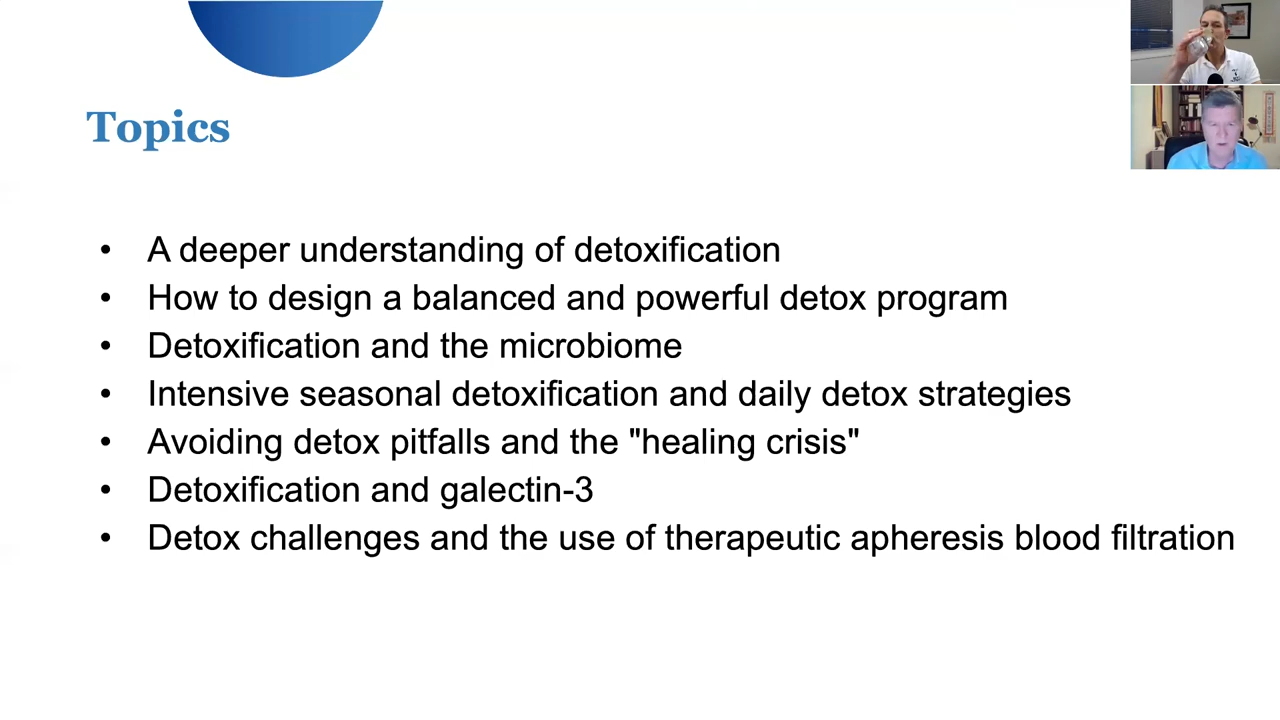 Topics
• A deeper understanding of detoxification
• How to design a balanced and powerful detox program
• Detoxification and the microbiome
• Intensive seasonal detoxification and daily detox strategies
• Avoiding detox pitfalls and the "healing crisis"
• Detoxification and galectin-3
• Detox challenges and the use of therapeutic apheresis blood filtration